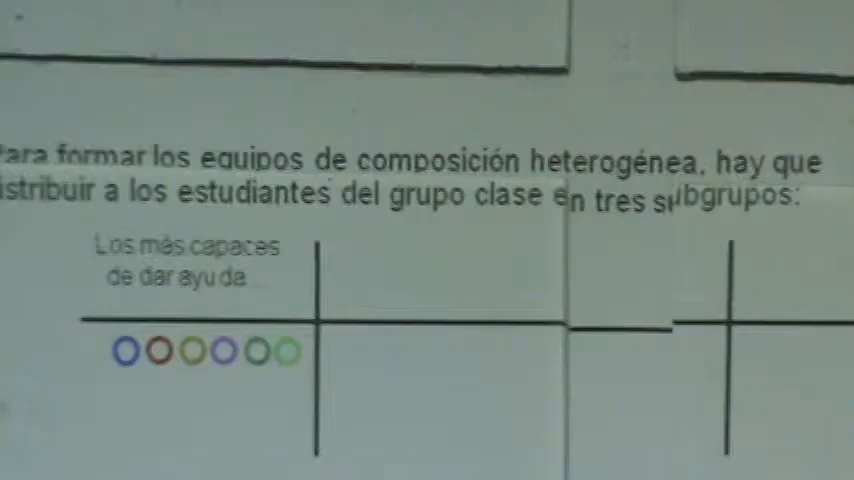 ara formar los equipos de composición heterogénea, hay que
istribuir a los estudiantes del grupo clase en tres subgrupos:
Los más capaces
de dar ayuda